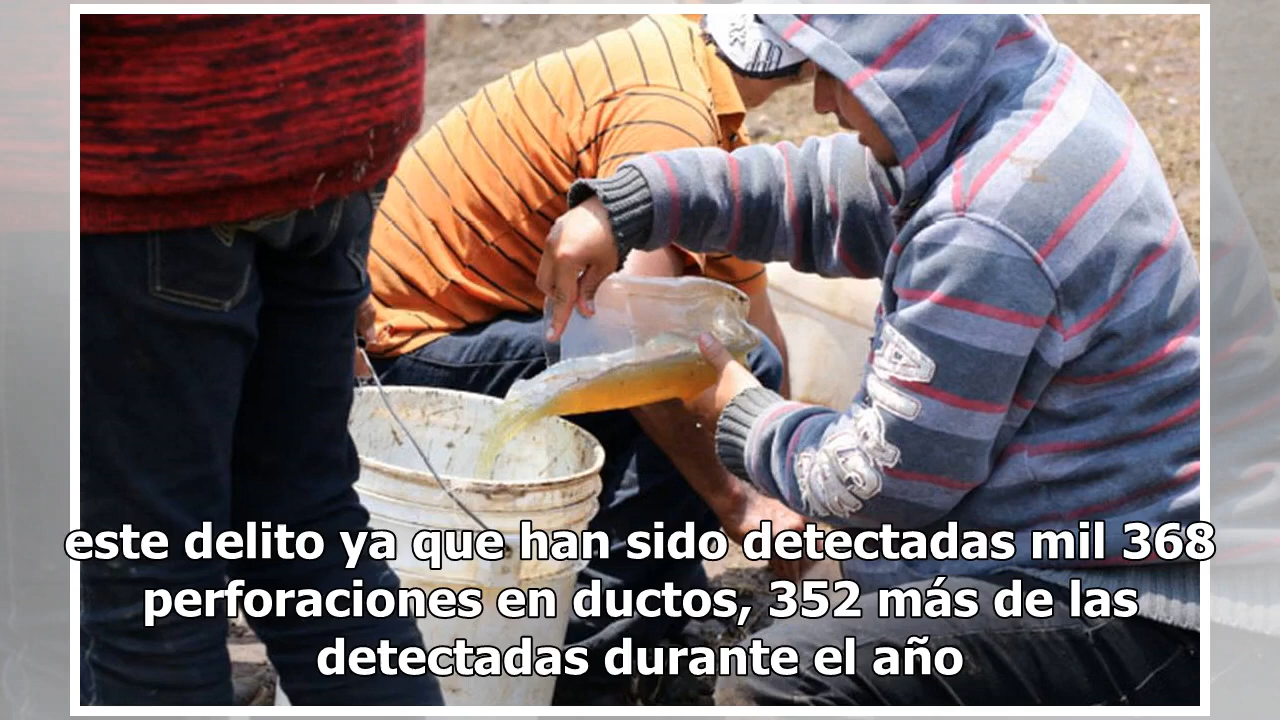 este delito ya que han sido detectadas mil 368
perforaciones en ductos, 352 más de las
detectadas durante el año